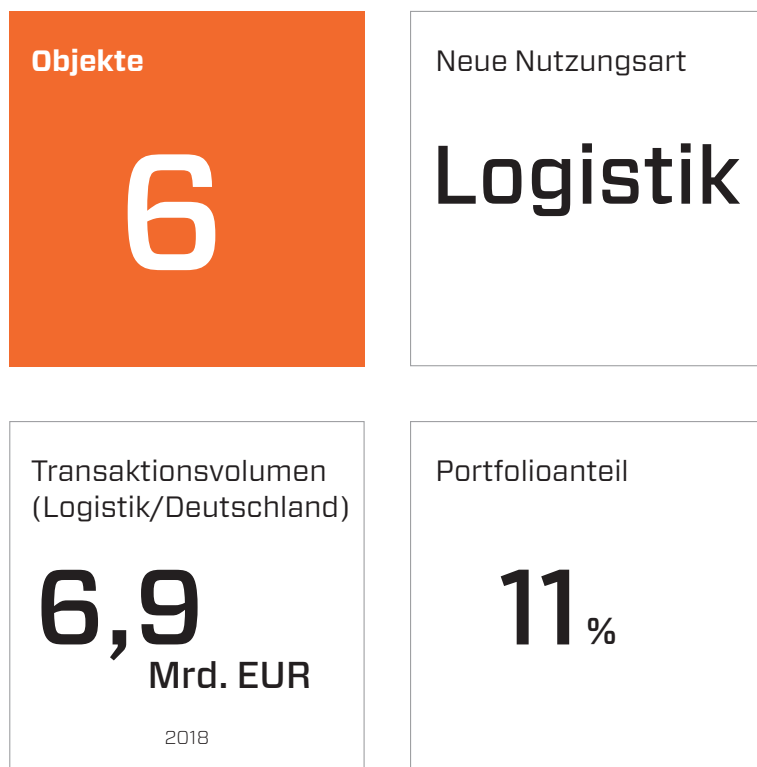 Objekte
6
Neue Nutzungsart
Logistik
Transaktionsvolumen
(Logistik/Deutschland)
6,9
Mrd. EUR
2018
Portfolioanteil
11 %